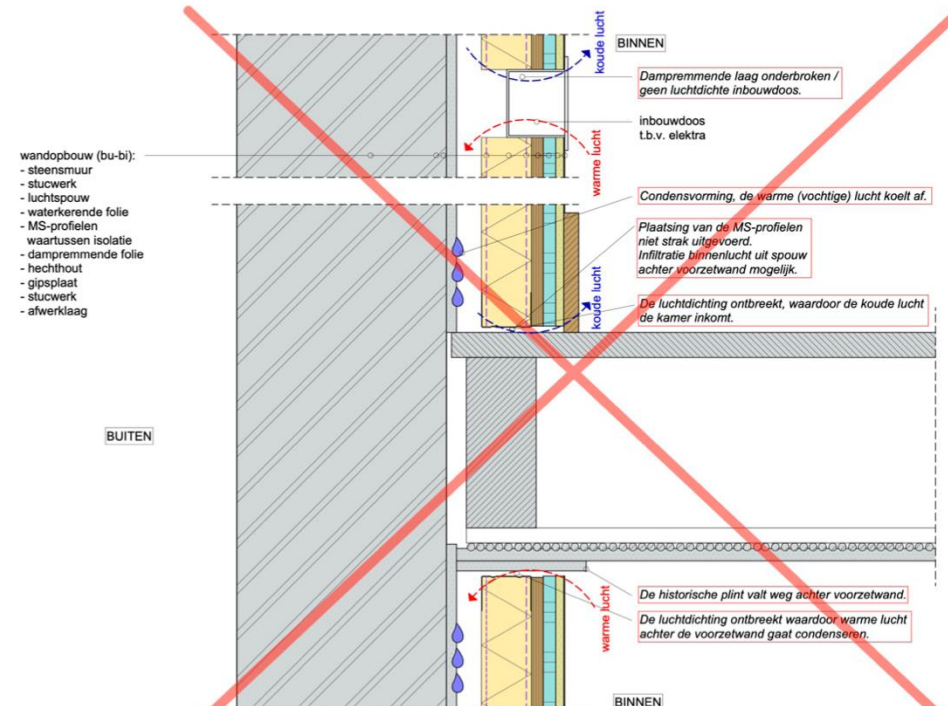 BINNEN
koude lucht
Dampremmende laag onderbroken /
geen luchtdichte inbouwdoos.
inbouwdoos
t.b.v. elektra
warme lucht
wandopbouw (bu-bi):
- steensmuur
- stucwerk
- luchtspouw
- waterkerende folie
- MS-profielen
waartussen isolatie
- dampremmende folie
- hechthout
- gipsplaat
- stucwerk
- afwerklaag
Condensvorming, de warme (vochtige) lucht koelt af.
Plaatsing van de MS-profielen
niet strak uitgevoerd.
Infiltratie binnenlucht uit spouw
achter voorzetwand mogelijk.
koude lucht
De luchtdichting ontbreekt, waardoor de koude lucht
de kamer inkomt.
BUITEN
De historische plint valt weg achter voorzetwand.
warme lucht
De luchtdichting ontbreekt waardoor warme lucht
achter de voorzetwand gaat condenseren.
BINNEN